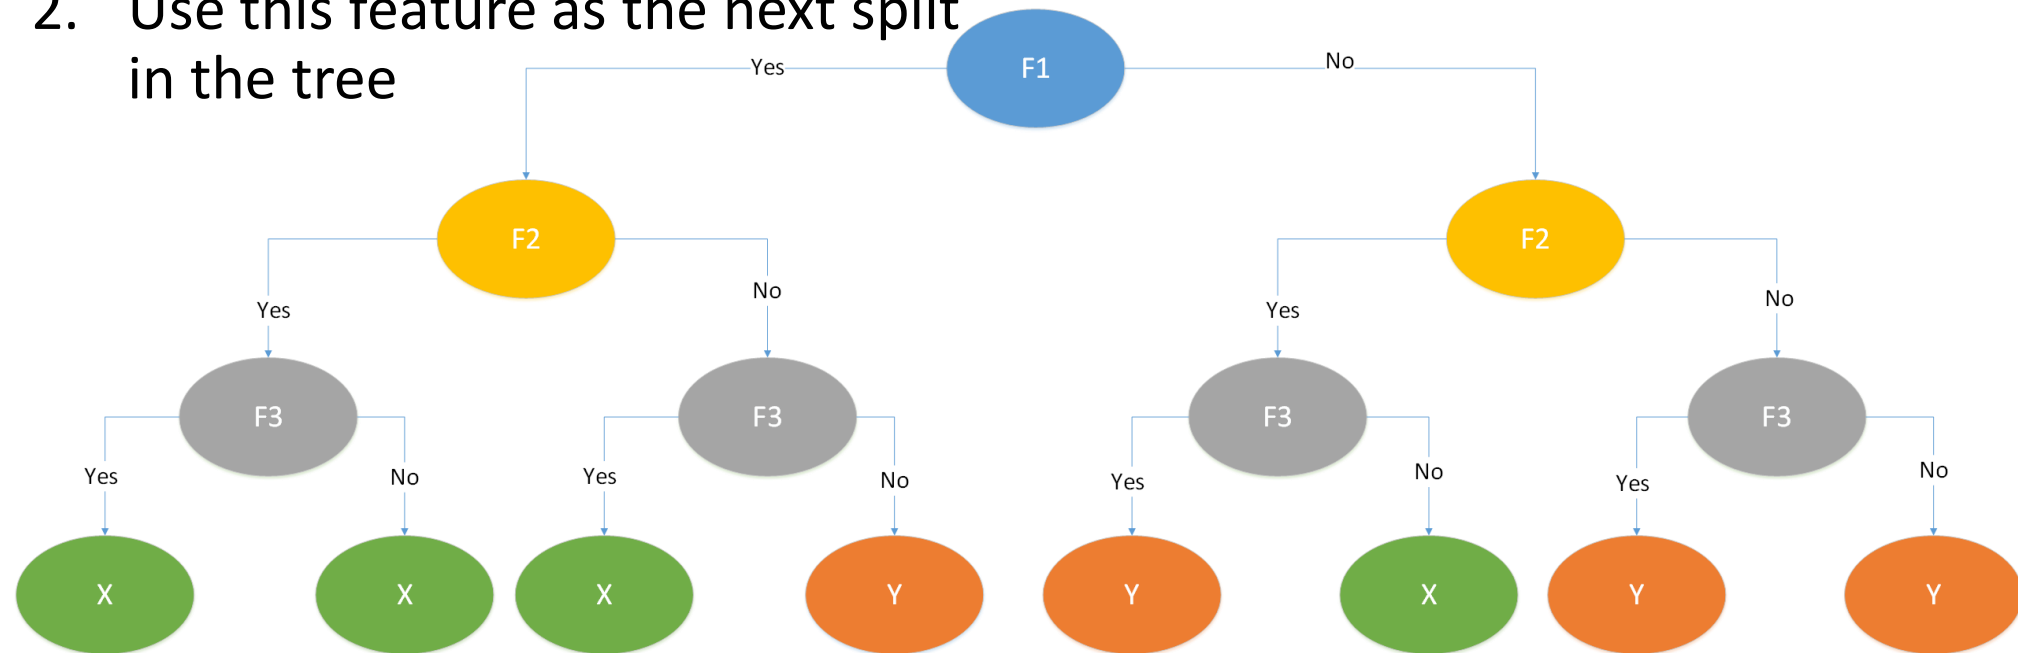 2. Use this feature as the next split
in the tree
F1
Yes
No
F2
F2
Yes
No
Yes
No
F3
F3
F3
F3
Yes
No
Yes
No
Yes
No
Yes
No
X
X
X
Y
Y
X
Y
Y